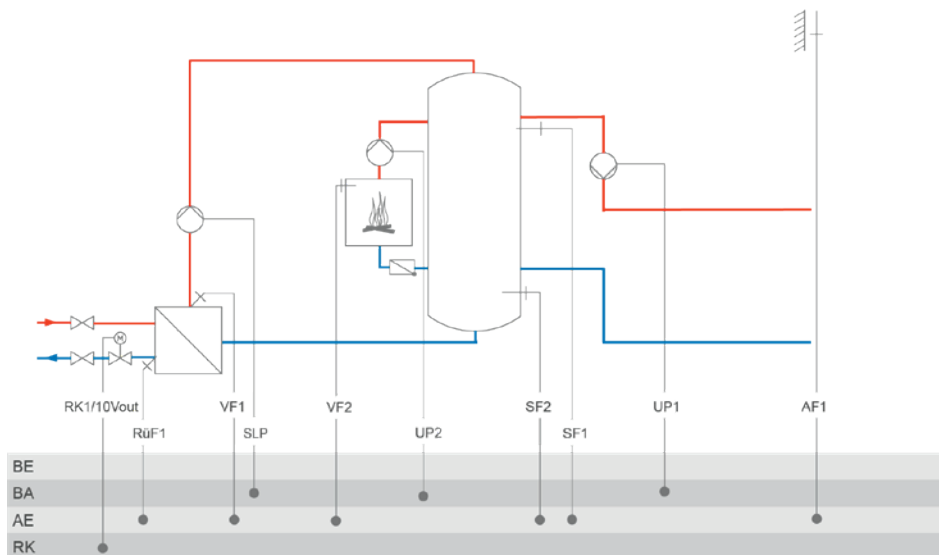 M
RK1/10Vout VF1 VF2 SF2 UP1 AF1
RüF1 SLP UP2 SF1
BE
BA
AE
RK